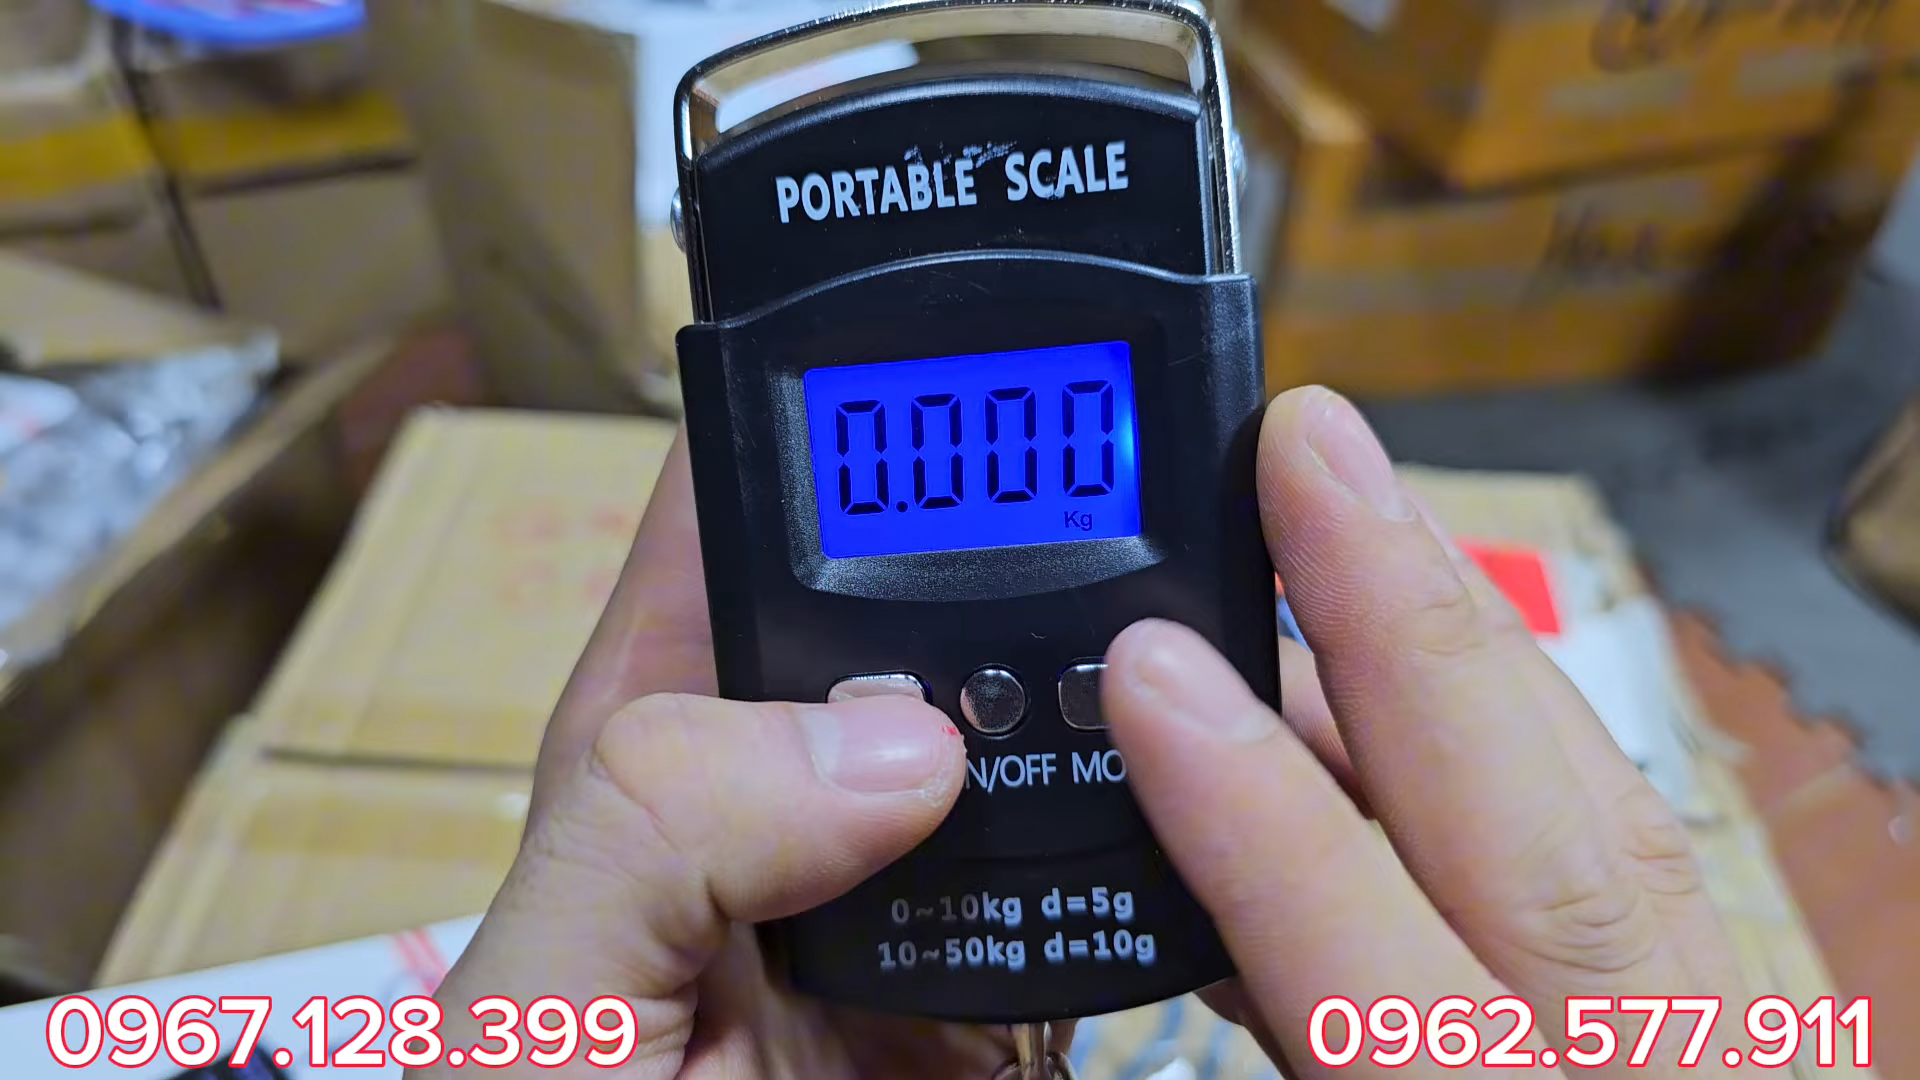 PORTABLE SCALE
0.000
Kg
N/OFF MO
0~10kg d=5g
10~50kg d=10g
0967.128.399
0962.577.911